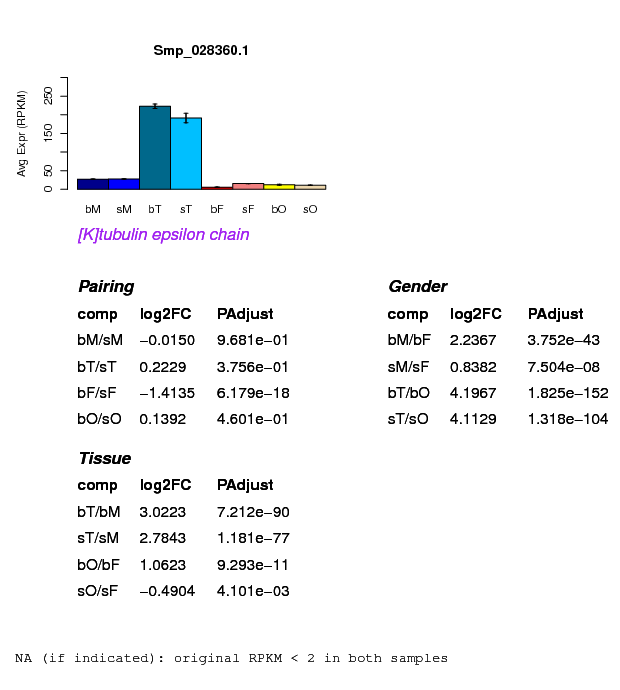 Smp_028360.1
Avg Expr (RPKM)
250
150
50
0
bM sM bT sT bF sF bO sO
[K]tubulin epsilon chain
Pairing
comp log2FC PAdjust
bM/sM −0.0150 9.681e−01
bT/sT 0.2229 3.756e−01
bF/sF −1.4135 6.179e−18
bO/sO 0.1392 4.601e−01
Gender
comp log2FC PAdjust
bM/bF 2.2367 3.752e−43
sM/sF 0.8382 7.504e−08
bT/bO 4.1967 1.825e−152
sT/sO 4.1129 1.318e−104
Tissue
comp log2FC PAdjust
bT/bM 3.0223 7.212e−90
sT/sM 2.7843 1.181e−77
bO/bF 1.0623 9.293e−11
sO/sF −0.4904 4.101e−03
NA (if indicated): original RPKM < 2 in both samples